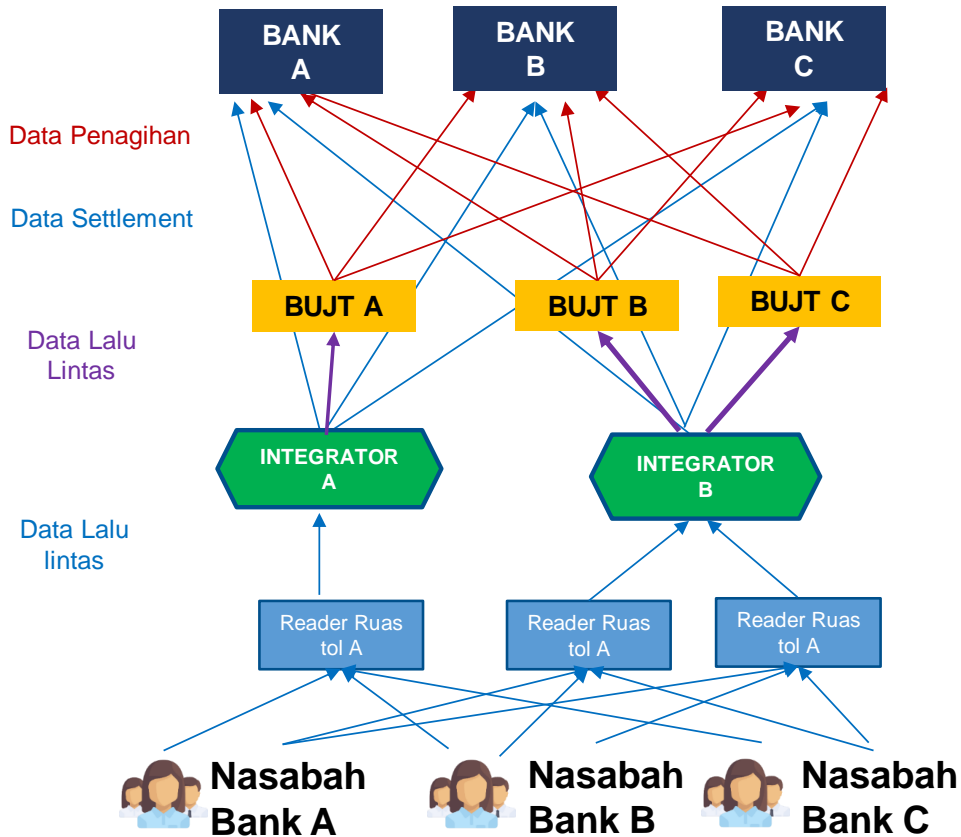 BANK
A
BANK
B
BANK
C
Data Penagihan
Data Settlement
BUJT A
BUJT B
BUJT C
Data Lalu
Lintas
INTEGRATOR
A
INTEGRATOR
B
Data Lalu
lintas
Reader Ruas
tol A
Reader Ruas
tol A
Reader Ruas
tol A
Nasabah
Bank A
Nasabah
Bank B
Nasabah
Bank C